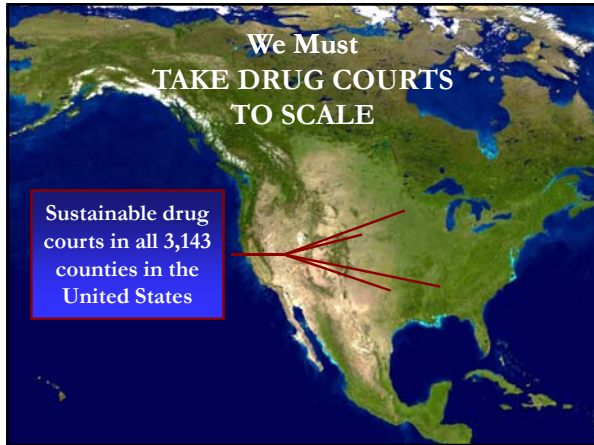 We Must
TAKE DRUG COURTS
TO SCALE
Sustainable drug
courts in all 3,143
counties in the
United States